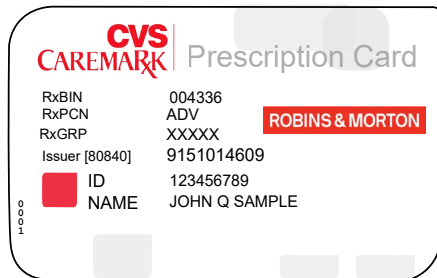 CVS
CAREMARK Prescription Card
RxBIN 004336
RxPCN ADV
RxGRP XXXXX
ROBINS & MORTON
Issuer [80840] 9151014609
ID 123456789
NAME JOHN Q SAMPLE
0001